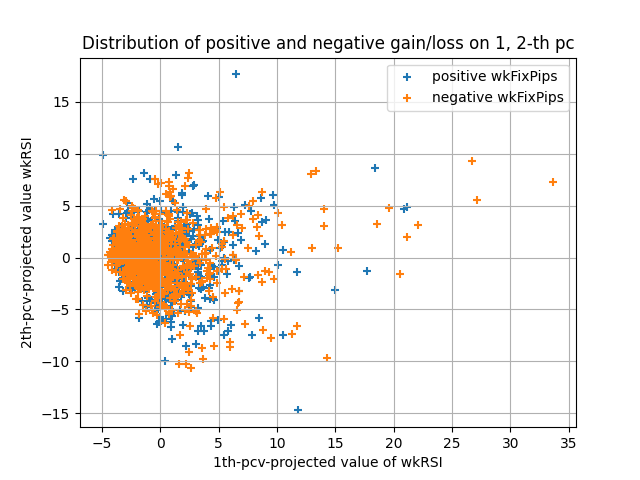 Distribution of positive and negative gain/loss on 1, 2-th pc
positive wkFixPips
negative wkFixPips
15
10
5
0
−5
−10
−15
2th-pcv-projected value wkRSI
−5 0 5 10 15 20 25 30 35
1th-pcv-projected value of wkRSI